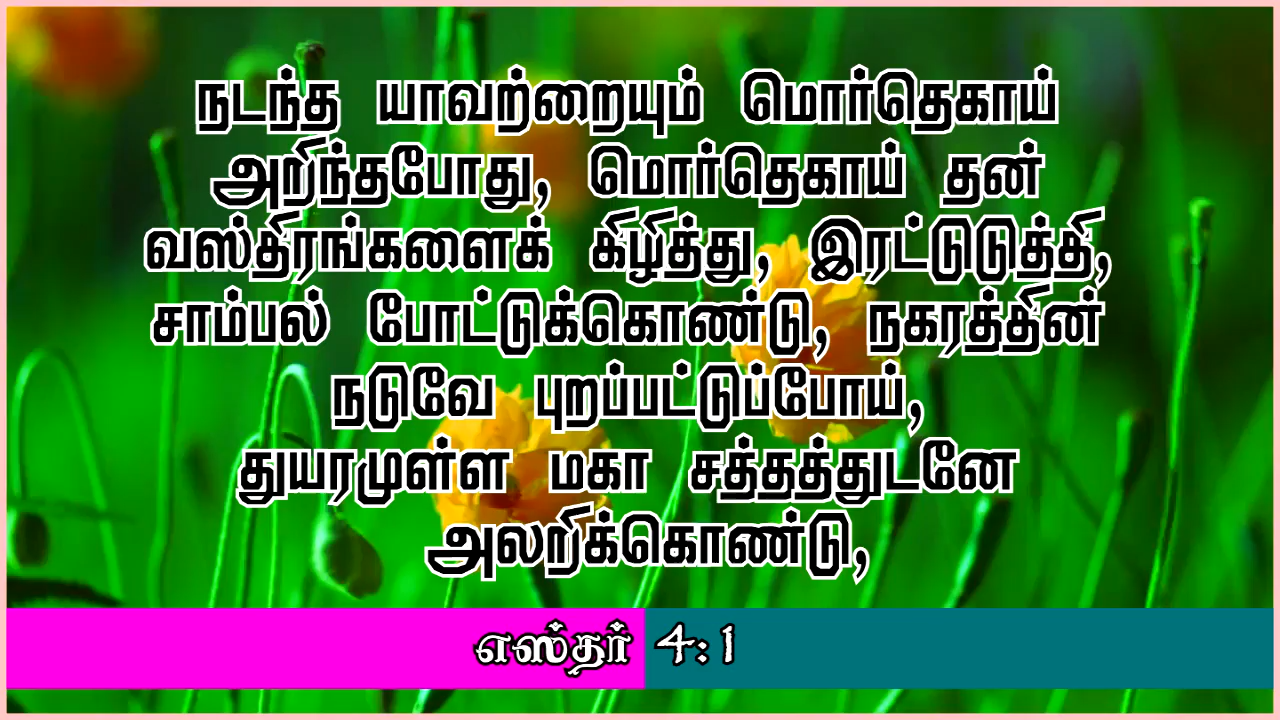 நடந்த யாவற்றையும் மொர்தெகாய்
அறிந்தபோது, மொர்தெகாய் தன்
வஸ்திரங்களைக் கிழித்து, இரட்டுடுத்தி,
சாம்பல் போட்டுக்கொண்டு, நகரத்தின்
நடுவே புறப்பட்டுப்போய்,
துயரமுள்ள மகா சத்தத்துடனே
அலறிக்கொண்டு,
எஸ்தர் 4:1